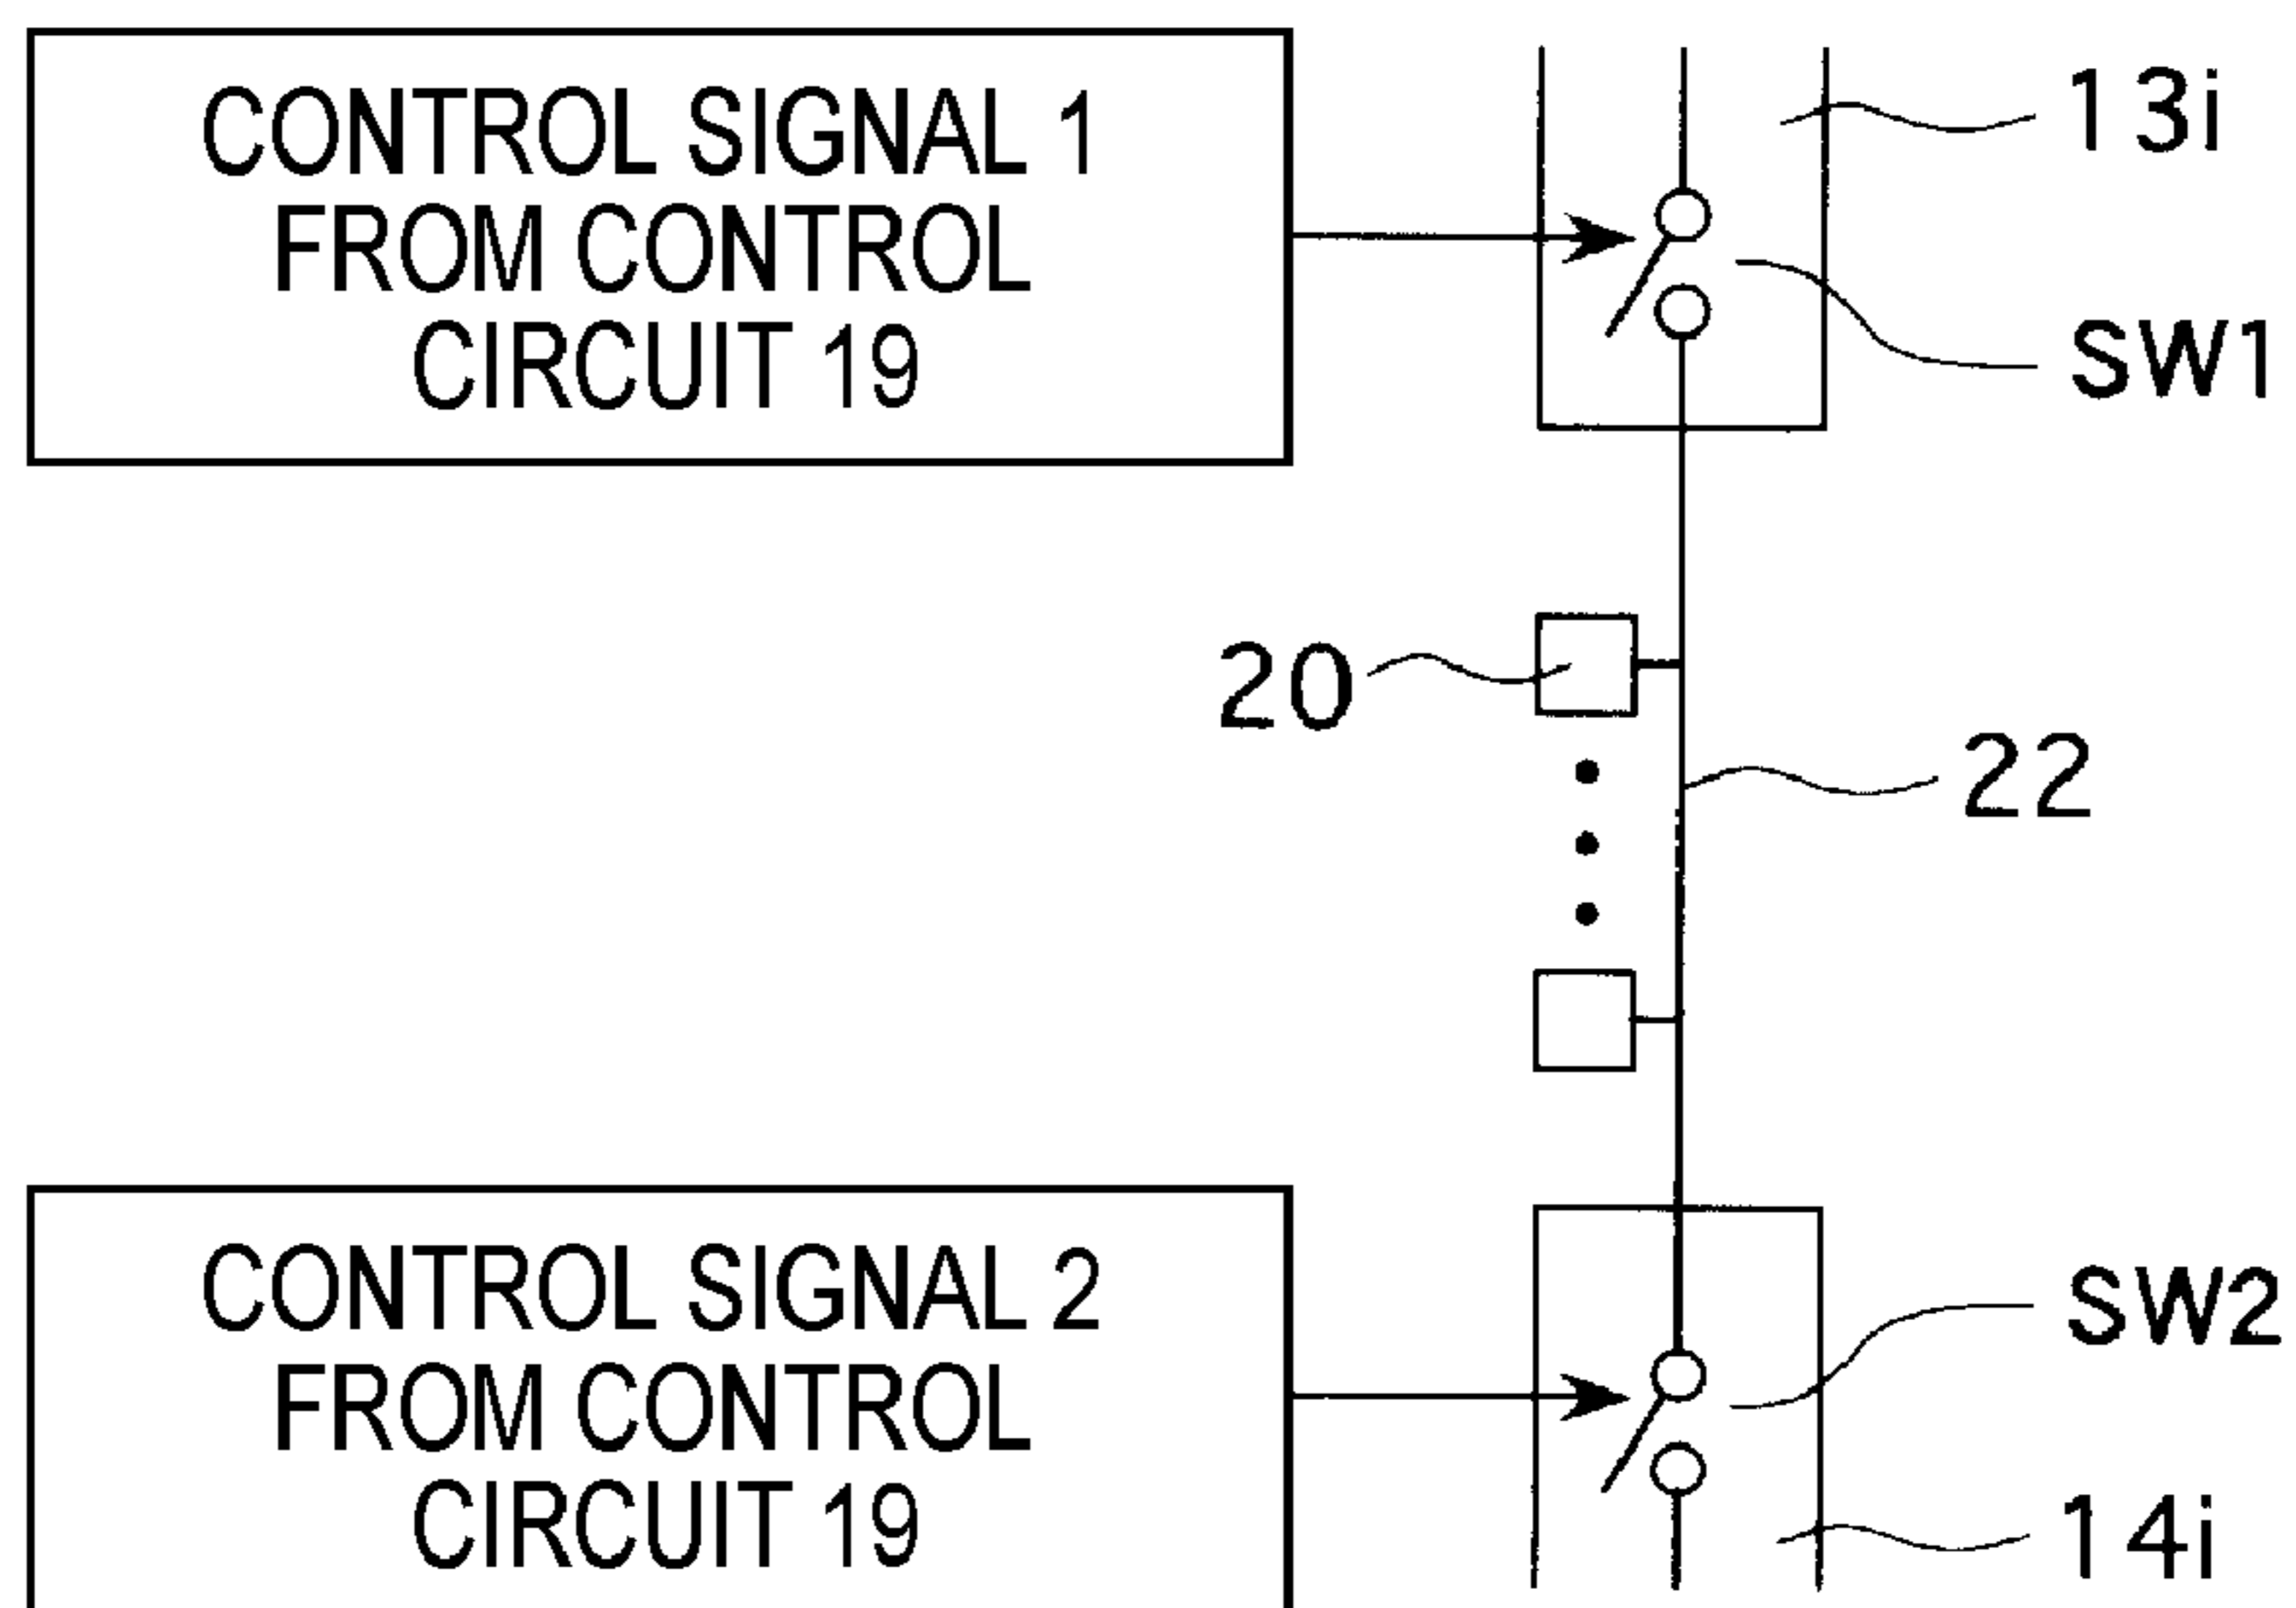 CONTROL SIGNAL 1
FROM CONTROL
CIRCUIT 19
13i
SW1
20
22
CONTROL SIGNAL 2
FROM CONTROL
CIRCUIT 19
SW2
14i